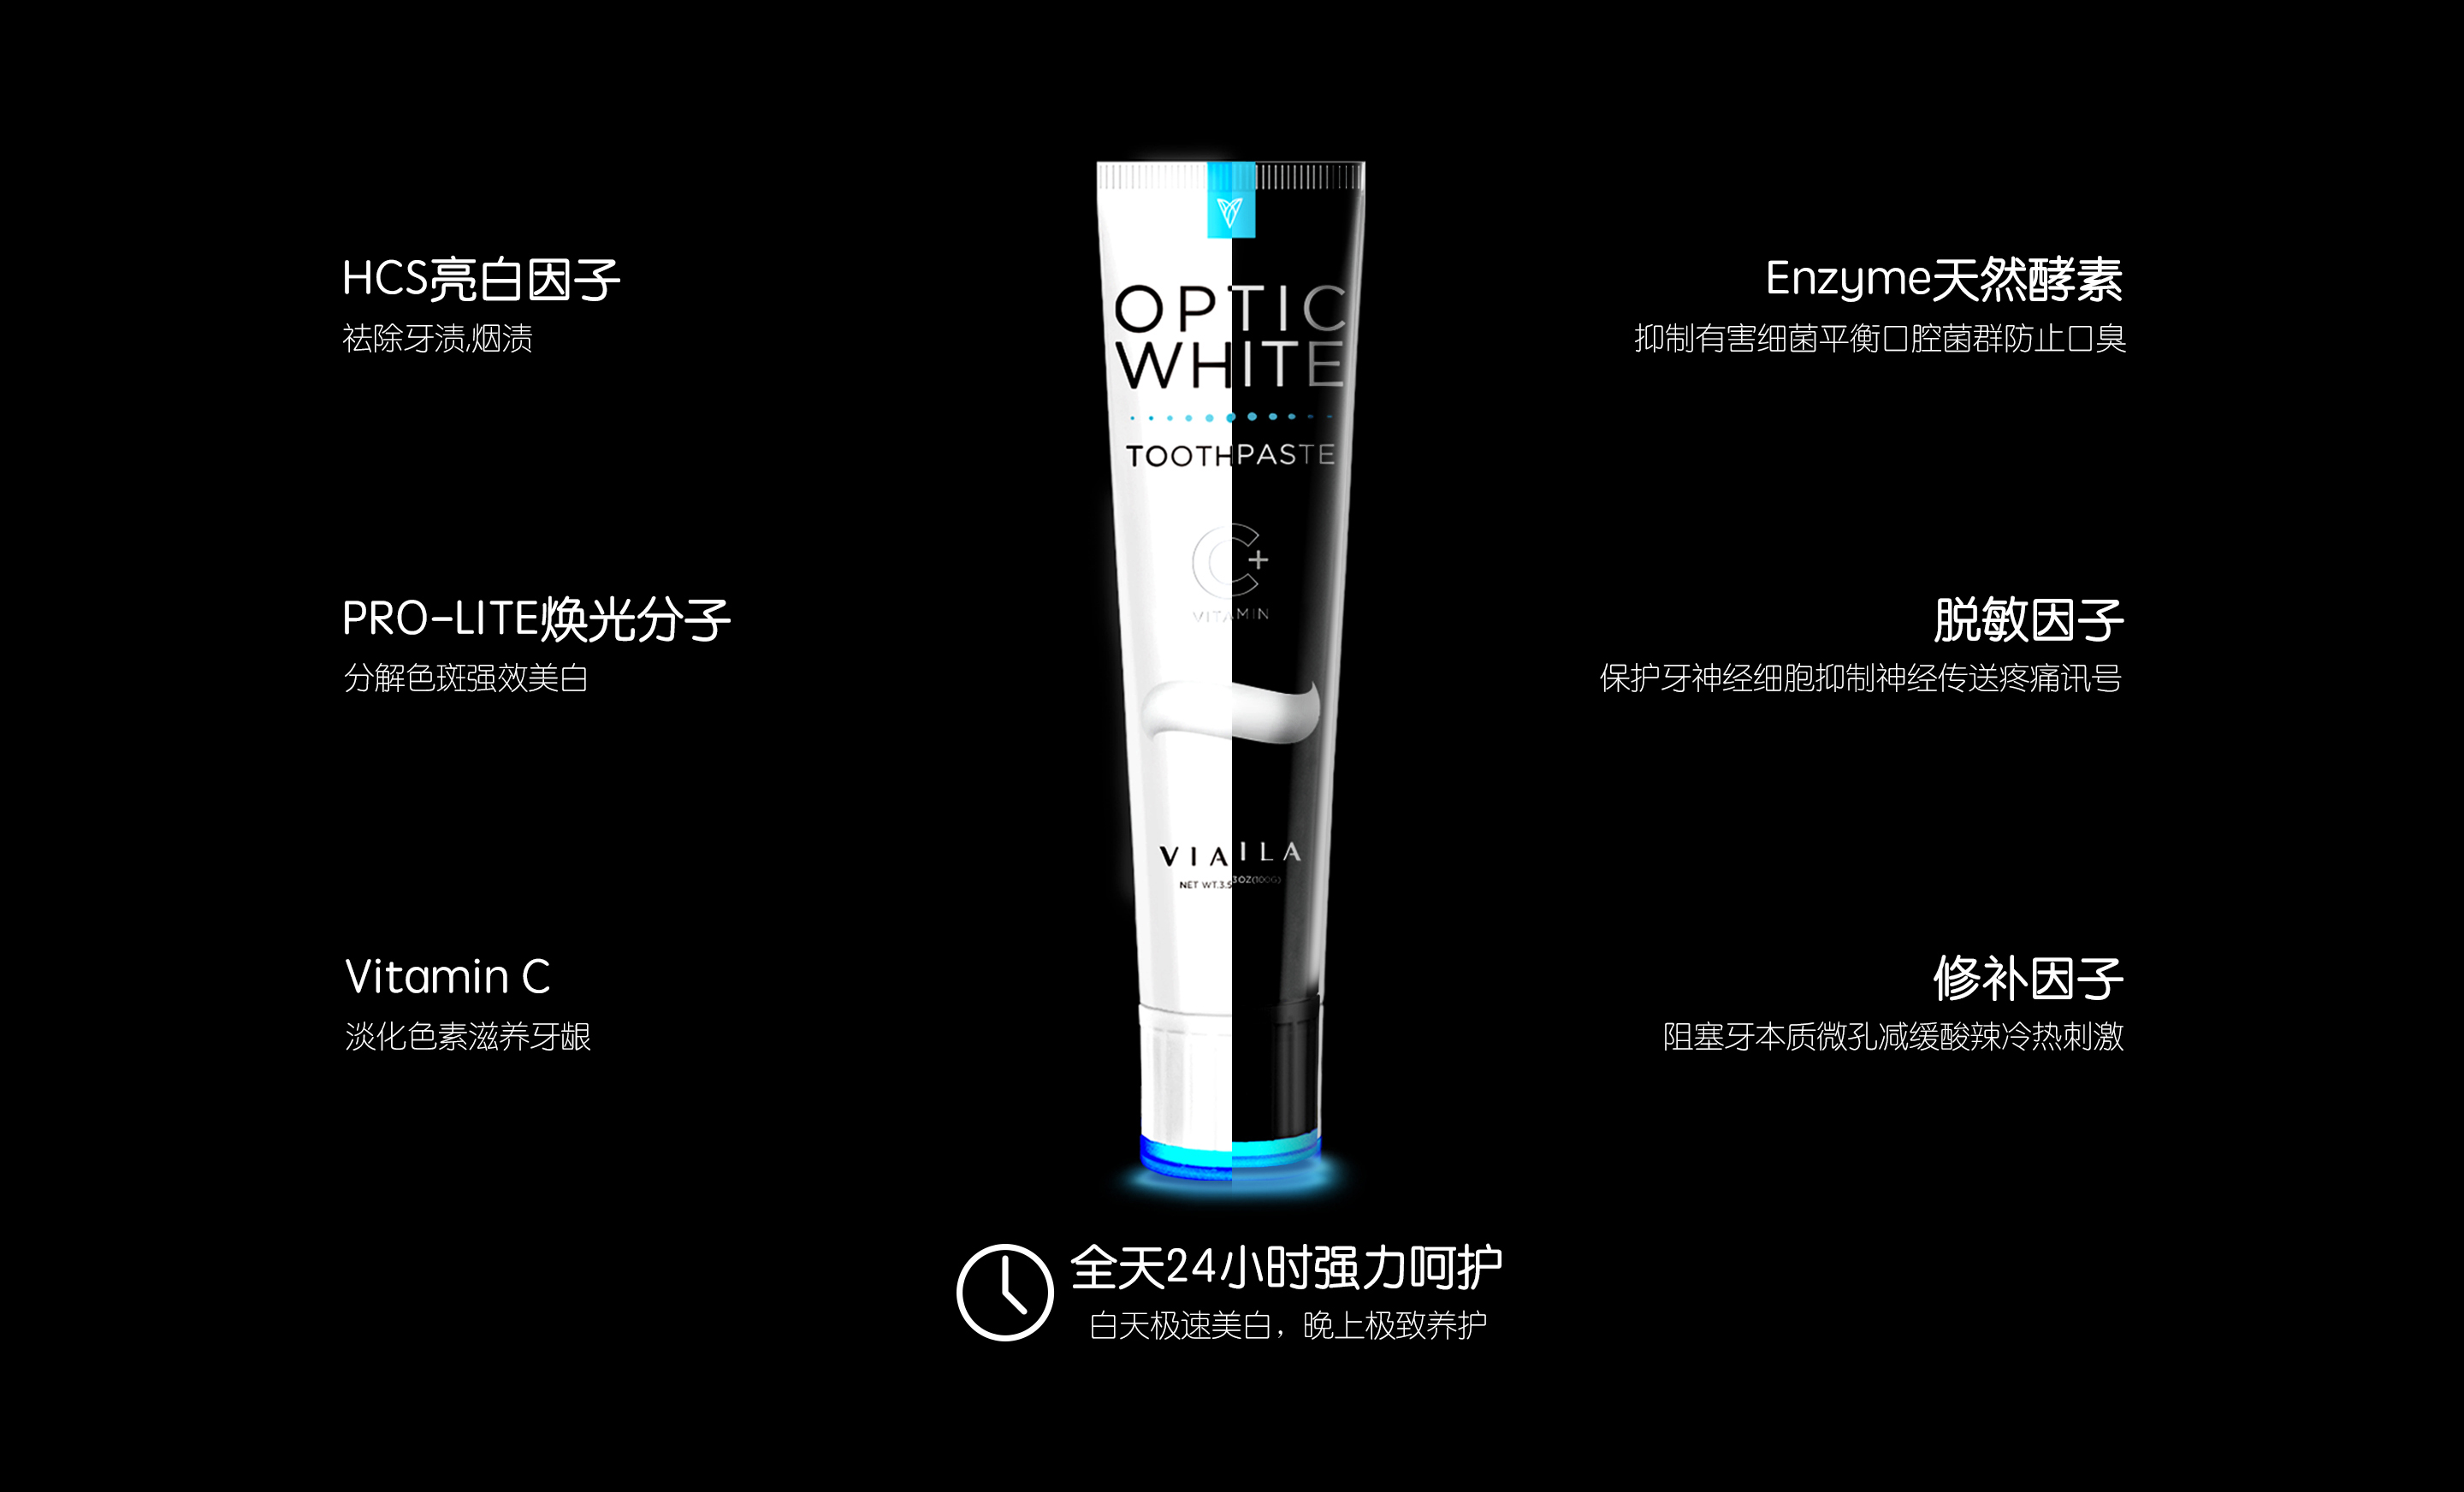 HCS亮白因子
祛除牙渍,烟渍
PRO-LITE焕光分子
分解色斑强效美白
Vitamin C
淡化色素滋养牙龈
OPTIC
WHITE
TOOTHPASTE
C+
VITAMIN
VIAILA
NET WT.3.53OZ(100G)
Enzyme天然酵素
抑制有害细菌平衡口腔菌群防止口臭
脱敏因子
保护牙神经细胞抑制神经传送疼痛讯号
修补因子
阻塞牙本质微孔减缓酸辣冷热刺激
全天24小时强力呵护
白天极速美白，晚上极致养护